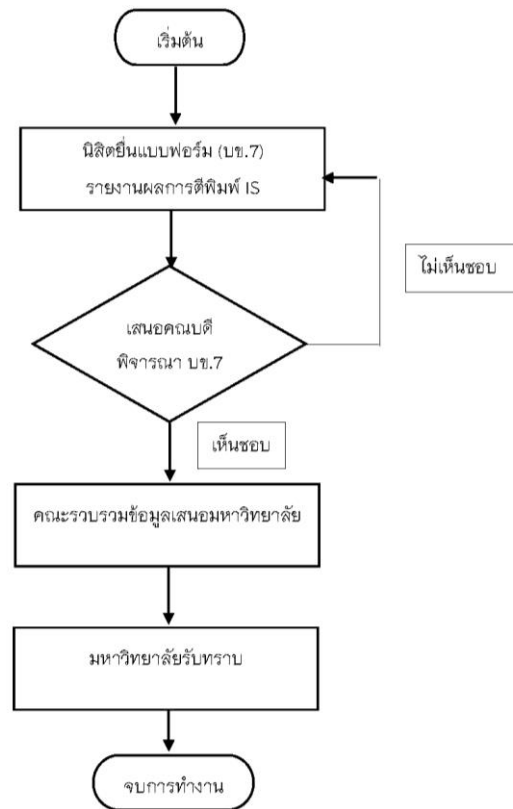 เริ่มต้น
นิสิตยื่นแบบฟอร์ม (บข.7)
รายงานผลการตีพิมพ์ IS
ไม่เห็นชอบ
เสนอคณบดี
พิจารณา บข.7
เห็นชอบ
คณะรวบรวมข้อมูลเสนอมหาวิทยาลัย
มหาวิทยาลัยรับทราบ
จบการทำงาน